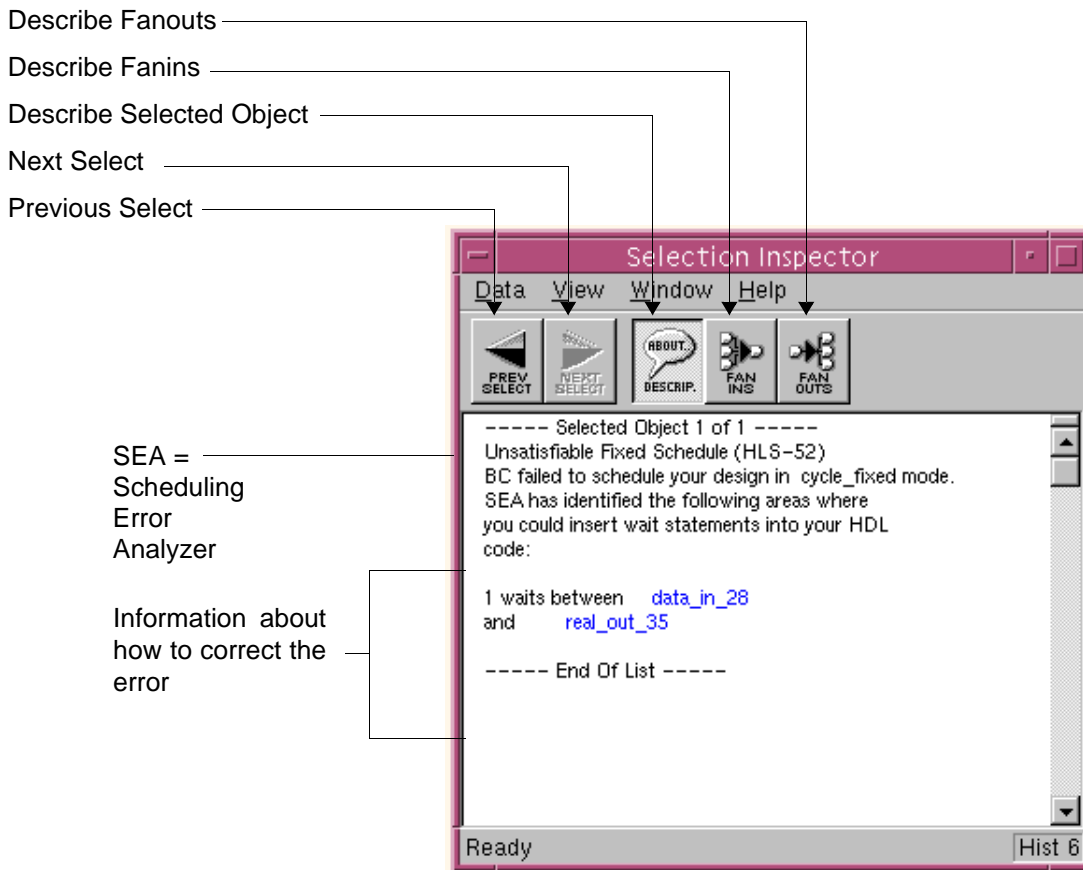 Describe Fanouts
Describe Fanins
Describe Selected Object
Next Select
Previous Select
Selection Inspector
Data View Window Help
PREV SELECT
NEXT SELECT
ABOUT...
DESCRIP.
FAN INS
FAN OUTS
----- Selected Object 1 of 1 -----
Unsatisfiable Fixed Schedule (HLS-52)
BC failed to schedule your design in cycle_fixed mode.
SEA has identified the following areas where
you could insert wait statements into your HDL
code:
1 waits between data_in_28
and real_out_35
----- End Of List -----
Ready
Hist 6
SEA =
Scheduling
Error
Analyzer
Information about
how to correct the
error